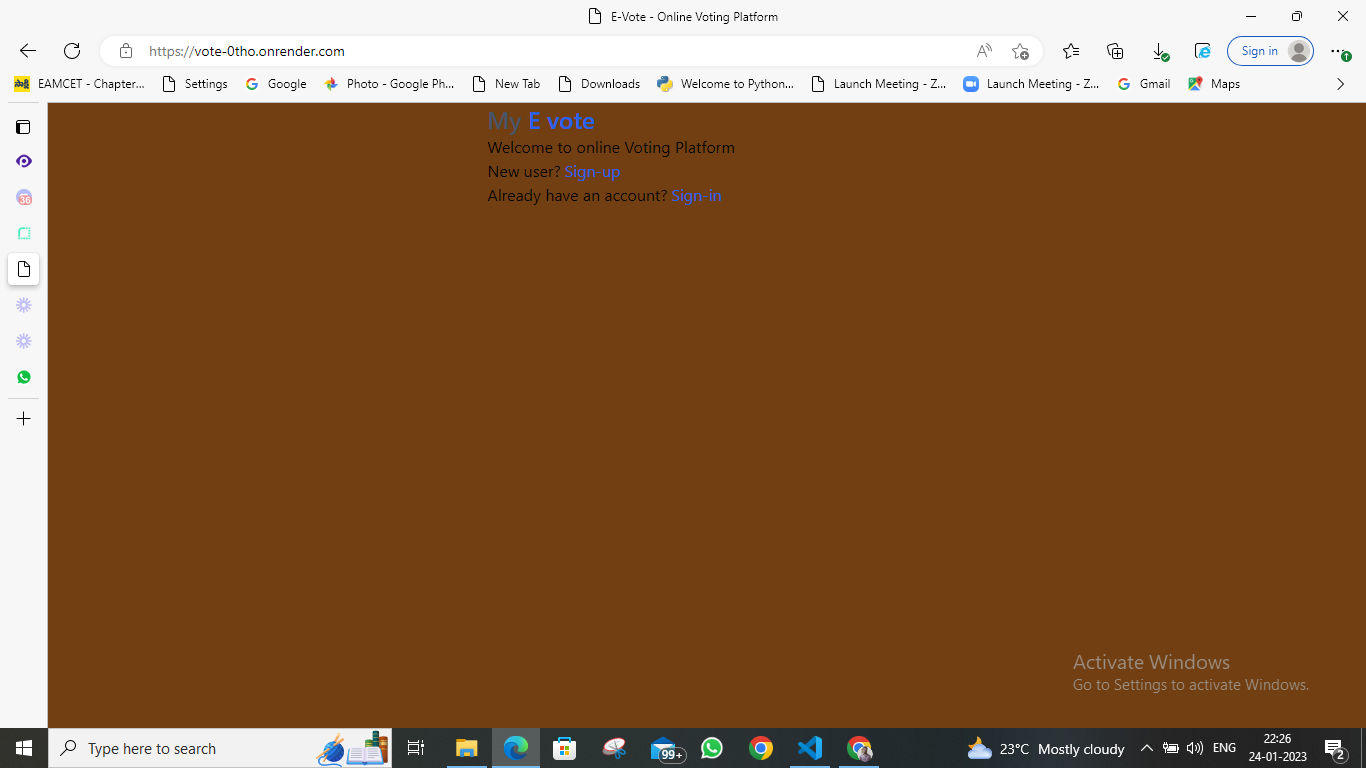 E-Vote - Online Voting Platform
https://vote-0tho.onrender.com
Sign in
EAMCET - Chapter...
Settings
Google
Photo - Google Ph...
New Tab
Downloads
Welcome to Python...
Launch Meeting - Z...
Launch Meeting - Z...
Gmail
Maps
My E vote
Welcome to online Voting Platform
New user? Sign-up
Already have an account? Sign-in
36
Activate Windows
Go to Settings to activate Windows.
Type here to search
99+
23°C Mostly cloudy
ENG
22:26
24-01-2023
2